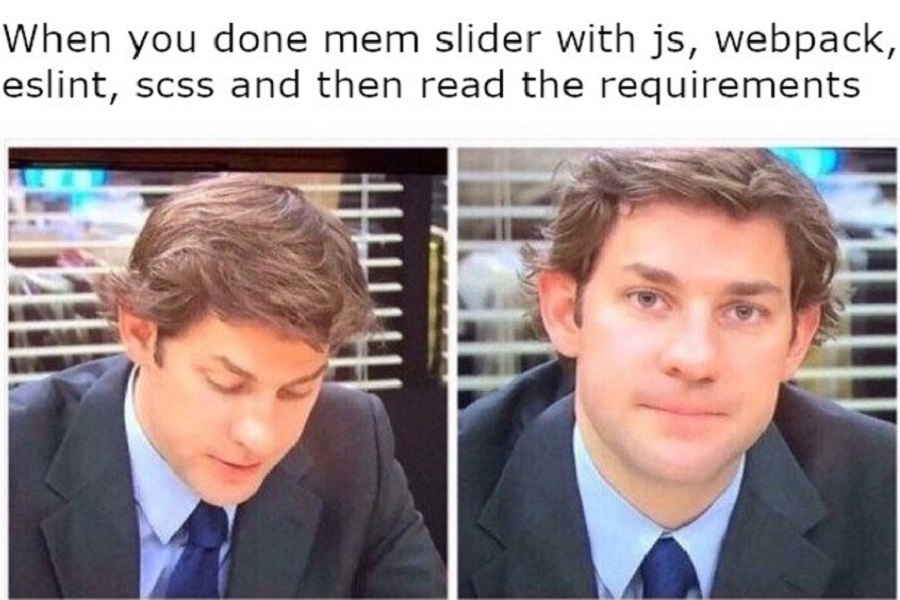 When you done mem slider with js, webpack,
eslint, scss and then read the requirements